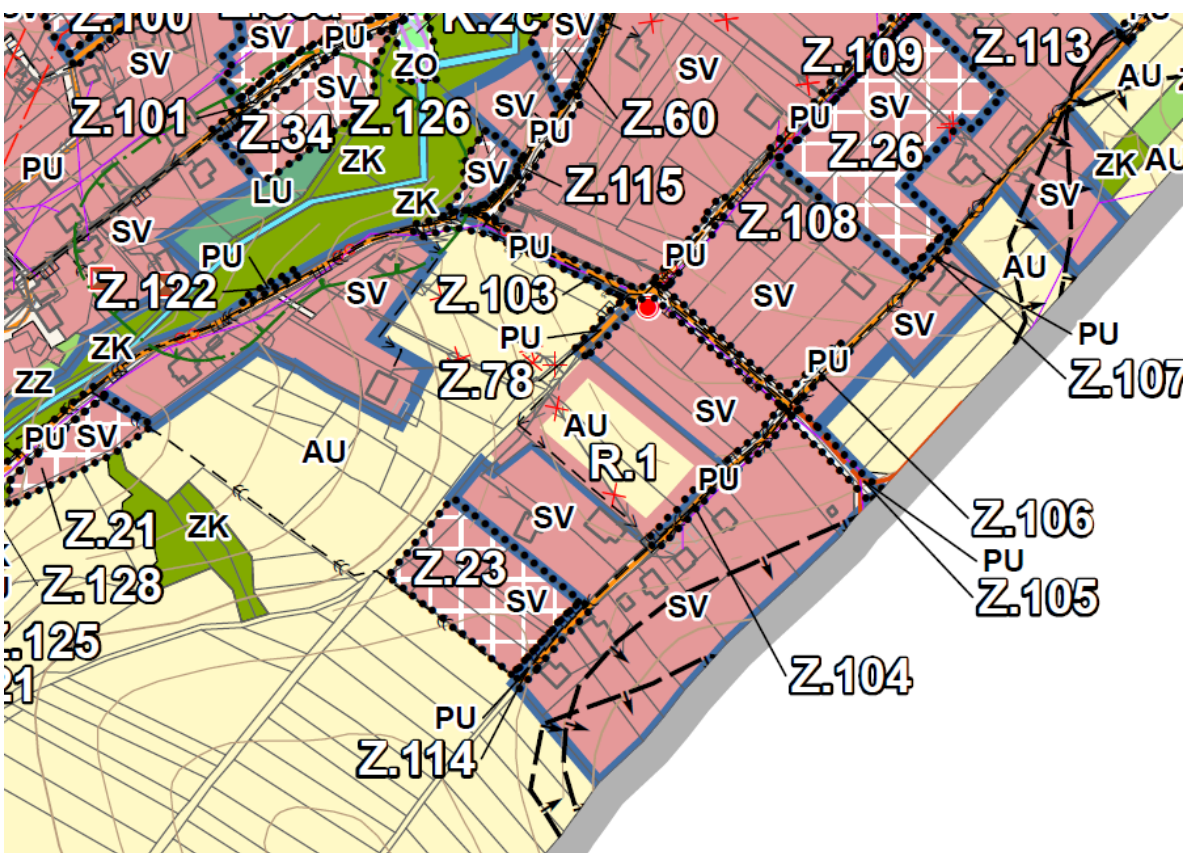 Z.100
SV
PU
SV
Z.109
Z.113
PU
SV
ZO
SV
AU
Z.101
SV
Z.34
Z.126
SV
PU
Z.60
SV
PU
Z.26
PU
ZK
LU
ZK
SV
Z.115
ZK
AU
SV
SV
PU
PU
PU
Z.108
AU
Z.122
SV
Z.103
SV
SV
PU
PU
ZK
Z.78
PU
Z.107
ZZ
SV
PU
SV
AU
AU
R.1
PU
Z.21
ZK
SV
Z.106
Z.128
Z.23
PU
SV
SV
Z.105
.125
21
Z.104
PU
Z.114